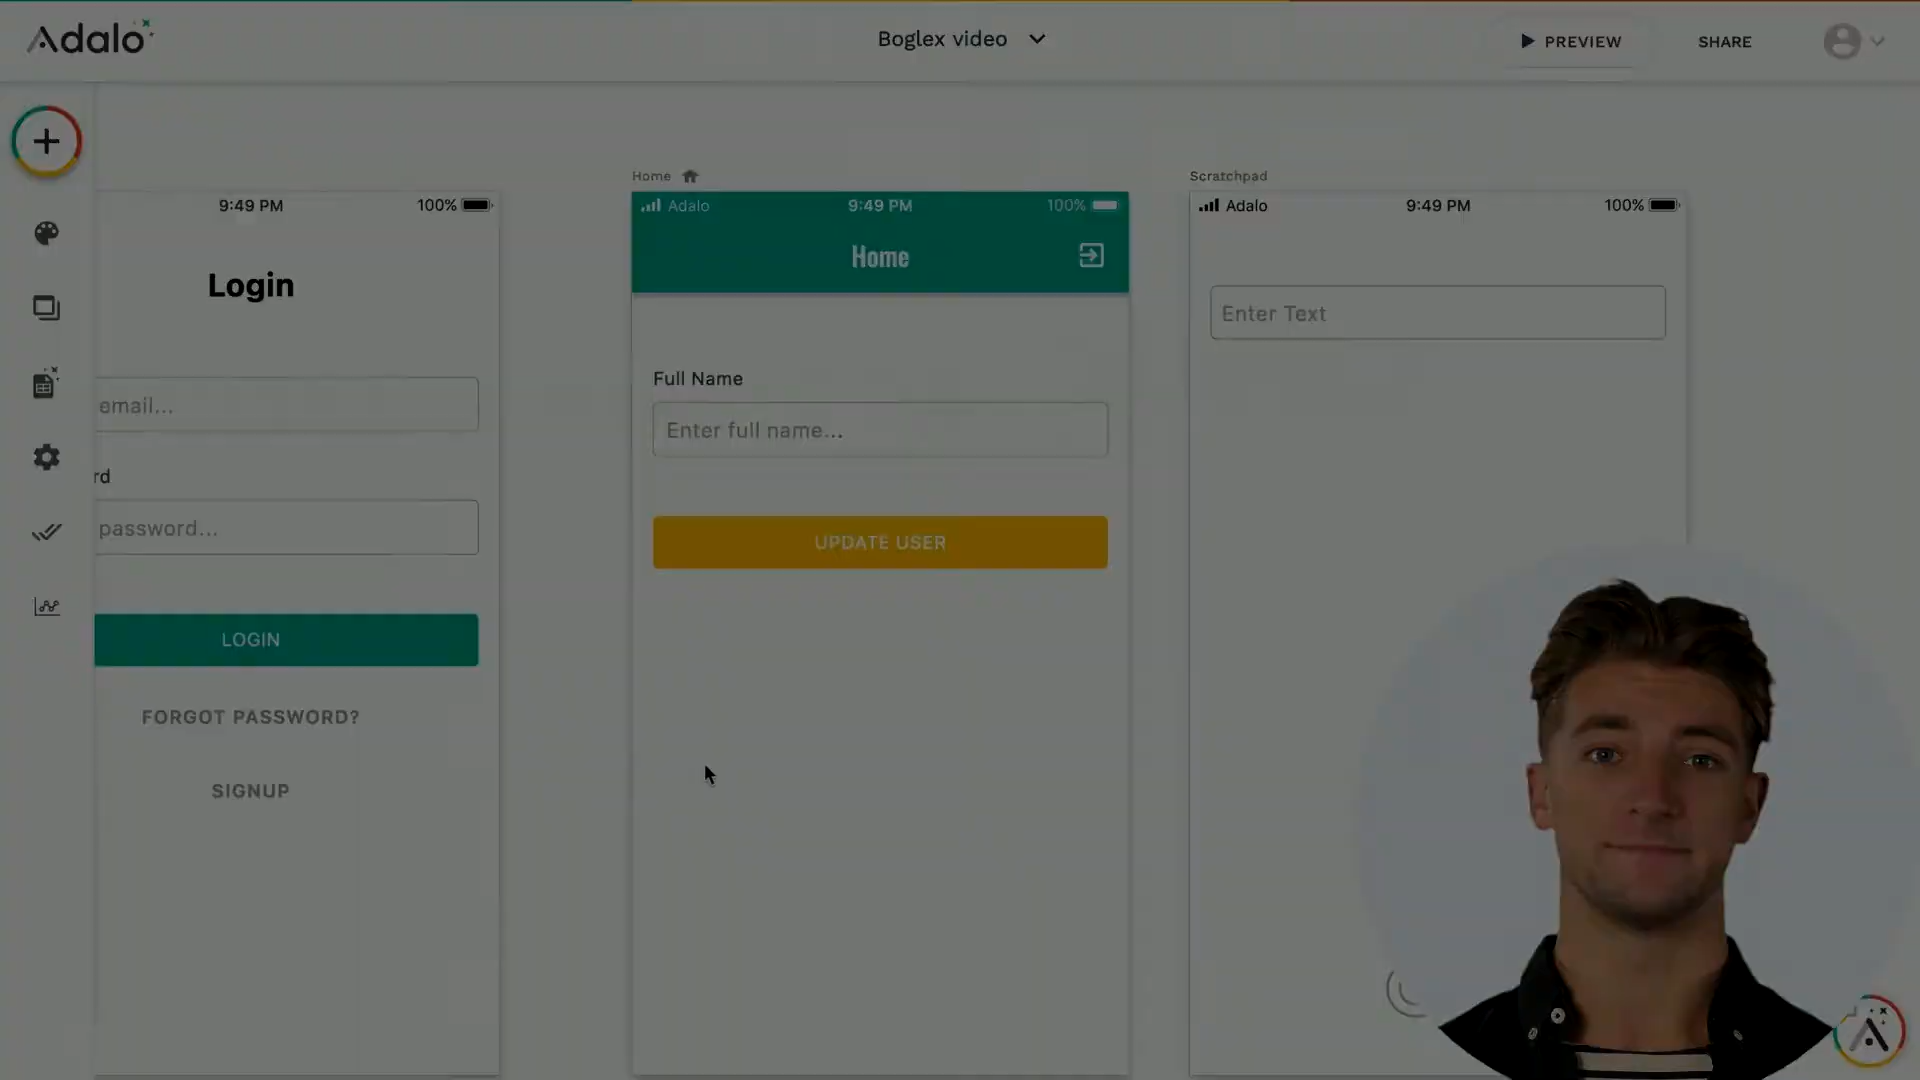 Adalo
Boglex video
PREVIEW
SHARE
9:49 PM
100%
Login
email...
rd
password...
LOGIN
FORGOT PASSWORD?
SIGNUP
Home
Adalo
9:49 PM
100%
Home
Full Name
Enter full name...
UPDATE USER
Scratchpad
Adalo
9:49 PM
100%
Enter Text